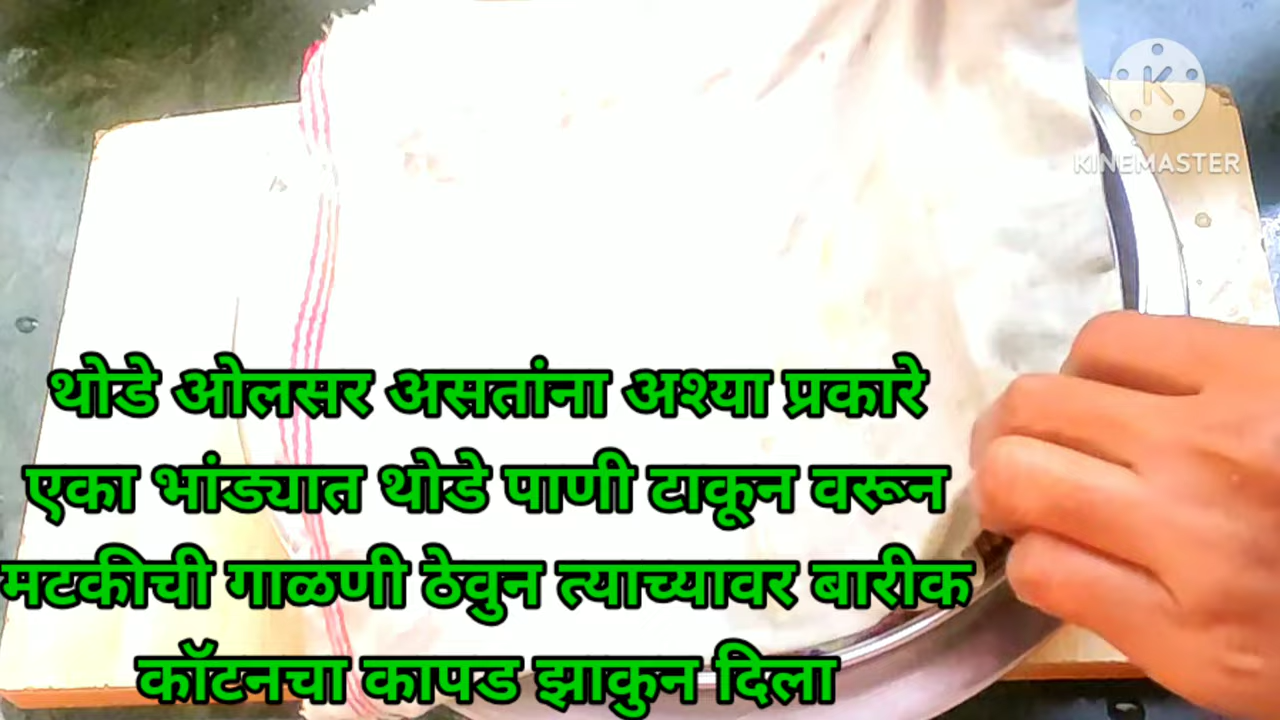 KINEMASTER
थोडे ओलसर असतांना अश्या प्रकारे
एका भांड्यात थोडे पाणी टाकून वरून
मटकीची गाळणी ठेवुन त्याच्यावर बारीक
कॉटनचा कापड झाकुन दिला